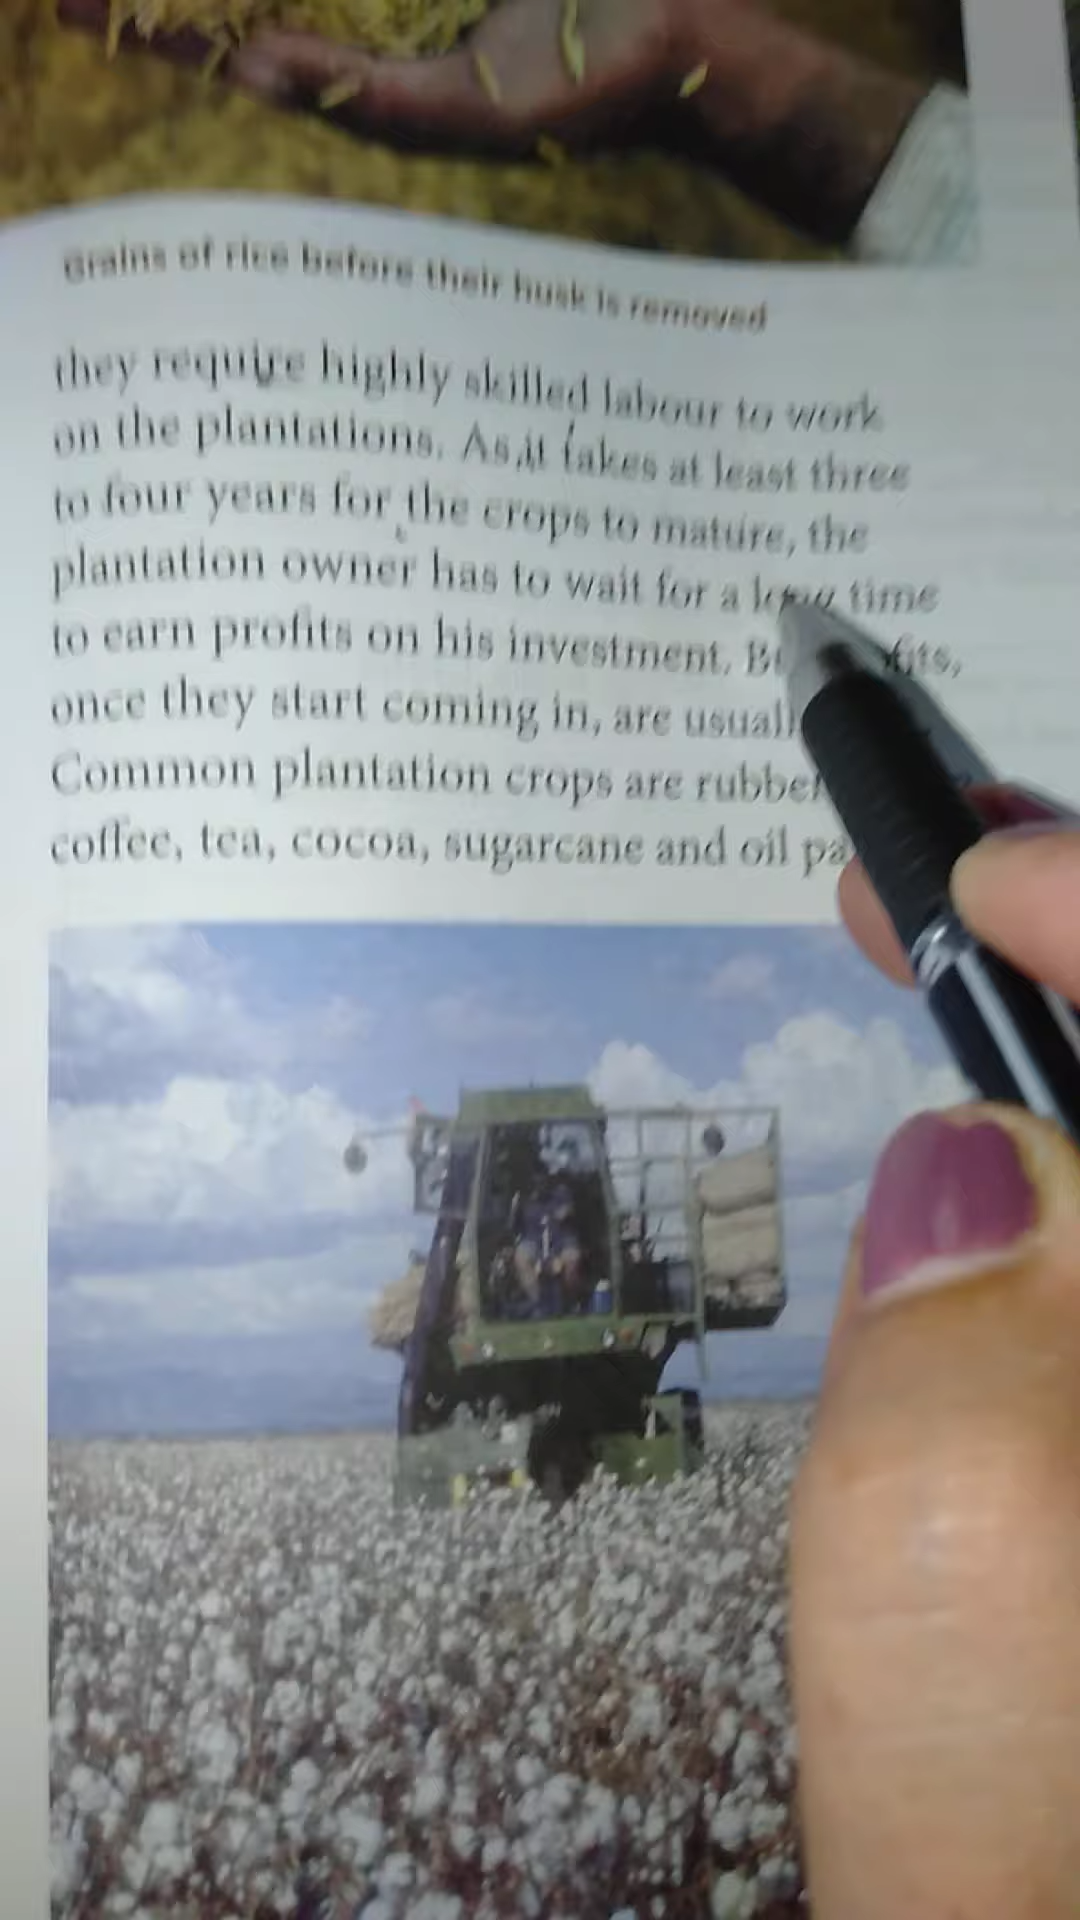 Grains of rice before their husk is removed
they require highly skilled labour to work
on the plantations. As it takes at least three
to four years for the crops to mature, the
plantation owner has to wait for a long time
to earn profits on his investment.
once they start coming in, are
Common plantation crops are
coffee, tea, cocoa, sugarcane and oil